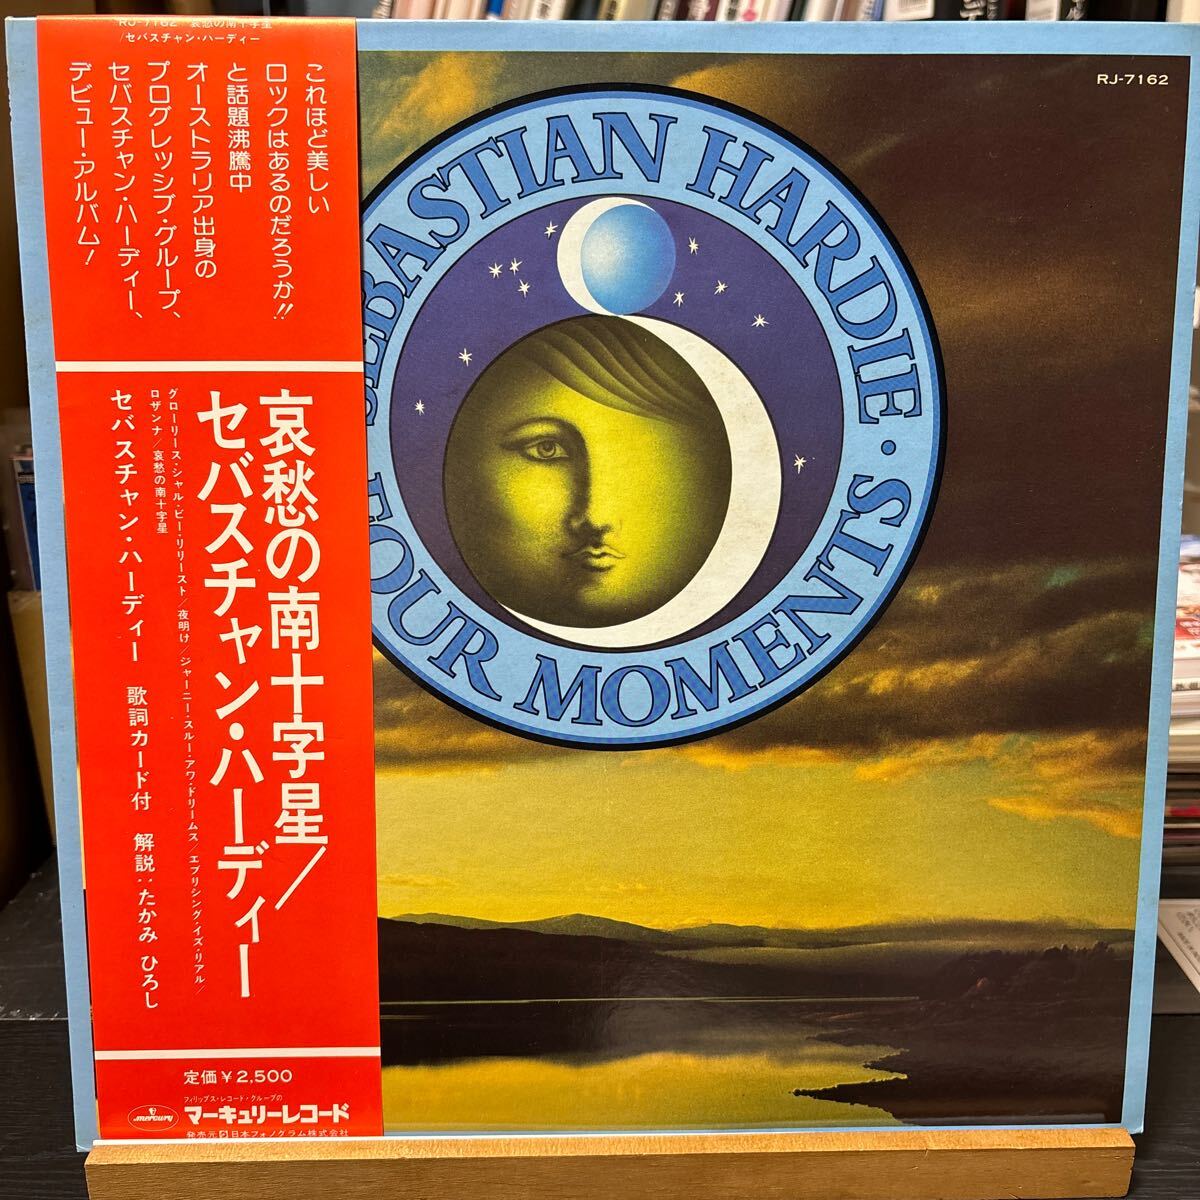 RJ-7162 哀愁の南十字星
/セバスチャン・ハーディー
これほど美しい
ロックはあるのだろうか!!
と話題沸騰中
オーストラリア出身の
プログレッシブ・グループ、
セバスチャン・ハーディー、
デビュー・アルバム!
哀愁の南十字星/
セバスチャン・ハーディー
グローリース・シャル・ビー・リリースト/夜明け/ジャーニー・スルー・アワ・ドリームス/エブリシング・イズ・リアル/
ロザンナ/哀愁の南十字星
セバスチャン・ハーディー 歌詞カード付 解説:たかみ ひろし
定価￥2,500
mercury
フィリップス・レコード・グループの
マーキュリーレコード
発売元 日本フォノグラム株式会社
RJ-7162
SEBASTIAN HARDIE · FOUR MOMENTS